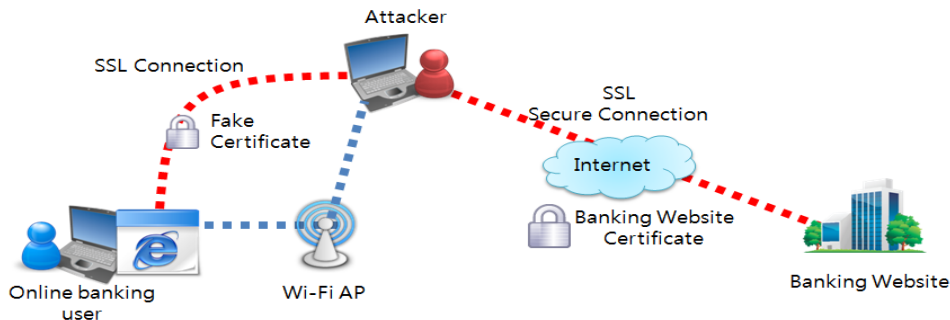 Attacker
SSL Connection
Fake
Certificate
SSL
Secure Connection
Internet
Banking Website
Certificate
Online banking
user
Wi-Fi AP
Banking Website